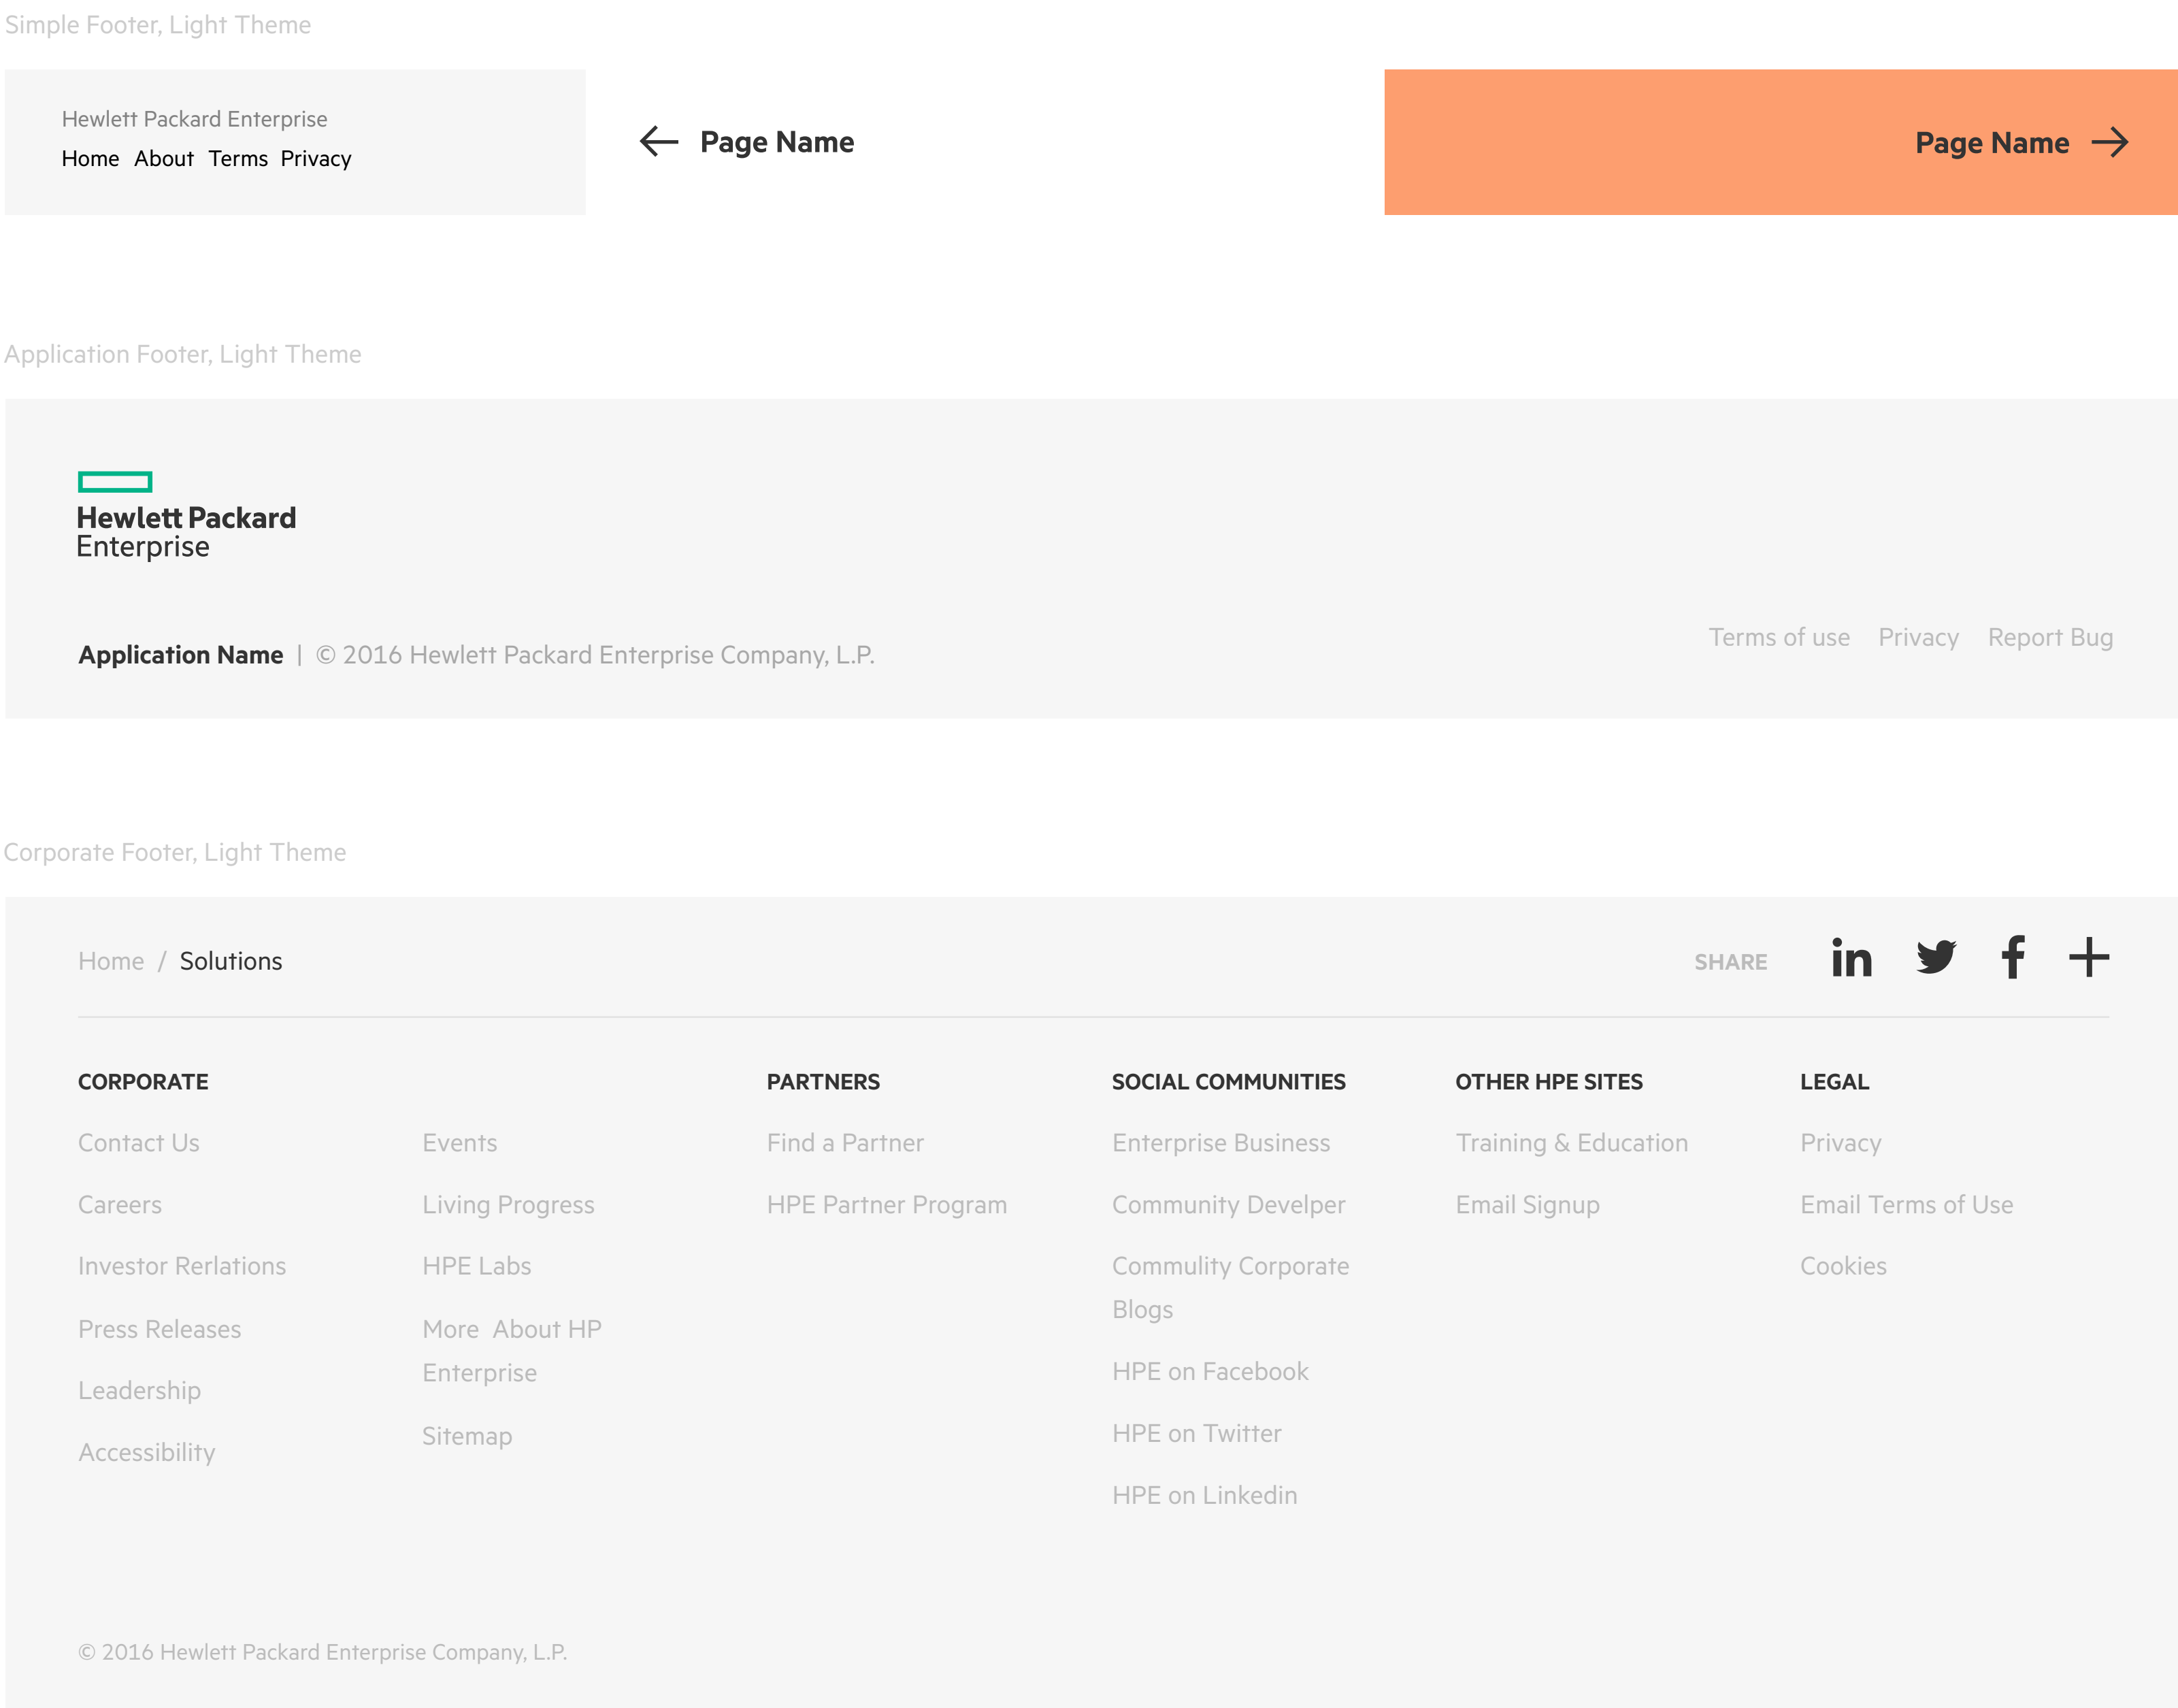 Simple Footer, Light Theme
Hewlett Packard Enterprise
Home About Terms Privacy
Page Name
Page Name
Application Footer, Light Theme
Hewlett Packard
Enterprise
Application Name | © 2016 Hewlett Packard Enterprise Company, L.P.
Terms of use Privacy Report Bug
Corporate Footer, Light Theme
Home / Solutions
SHARE
CORPORATE
Contact Us
Careers
Investor Rerlations
Press Releases
Leadership
Accessibility
Events
Living Progress
HPE Labs
More About HP
Enterprise
Sitemap
PARTNERS
Find a Partner
HPE Partner Program
SOCIAL COMMUNITIES
Enterprise Business
Community Develper
Commulity Corporate
Blogs
HPE on Facebook
HPE on Twitter
HPE on Linkedin
OTHER HPE SITES
Training & Education
Email Signup
LEGAL
Privacy
Email Terms of Use
Cookies
© 2016 Hewlett Packard Enterprise Company, L.P.